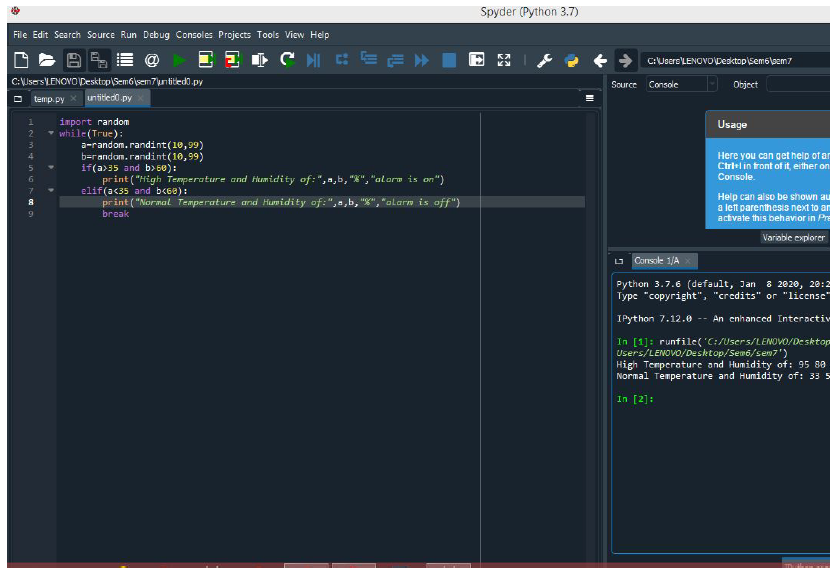 Spyder (Python 3.7)
File Edit Search Source Run Debug Consoles Projects Tools View Help
C:\Users\LENOVO\Desktop\Sem6\sem7
C:\Users\LENOVO\Desktop\Sem6\sem7\untitled0.py
temp.py
untitled0.py
1 import random
2 while(True):
3 a=random.randint(10,99)
4 b=random.randint(10,99)
5 if(a>35 and b>60):
6 print("High Temperature and Humidity of:",a,b,"%","alarm is on")
7 elif(a<35 and b<60):
8 print("Normal Temperature and Humidity of:",a,b,"%","alarm is off")
9 break
Source Console Object
Usage
Here you can get help of an
Ctrl+I in front of it, either on
Console.
Help can also be shown au
a left parenthesis next to an
activate this behavior in Pre
Variable explorer
Console 1/A
Python 3.7.6 (default, Jan 8 2020, 20:2
Type "copyright", "credits" or "license"
IPython 7.12.0 -- An enhanced Interactiv
In [1]: runfile('C:/Users/LENOVO/Desktop
Users/LENOVO/Desktop/Sem6/sem7')
High Temperature and Humidity of: 95 80
Normal Temperature and Humidity of: 33 5
In [2]: